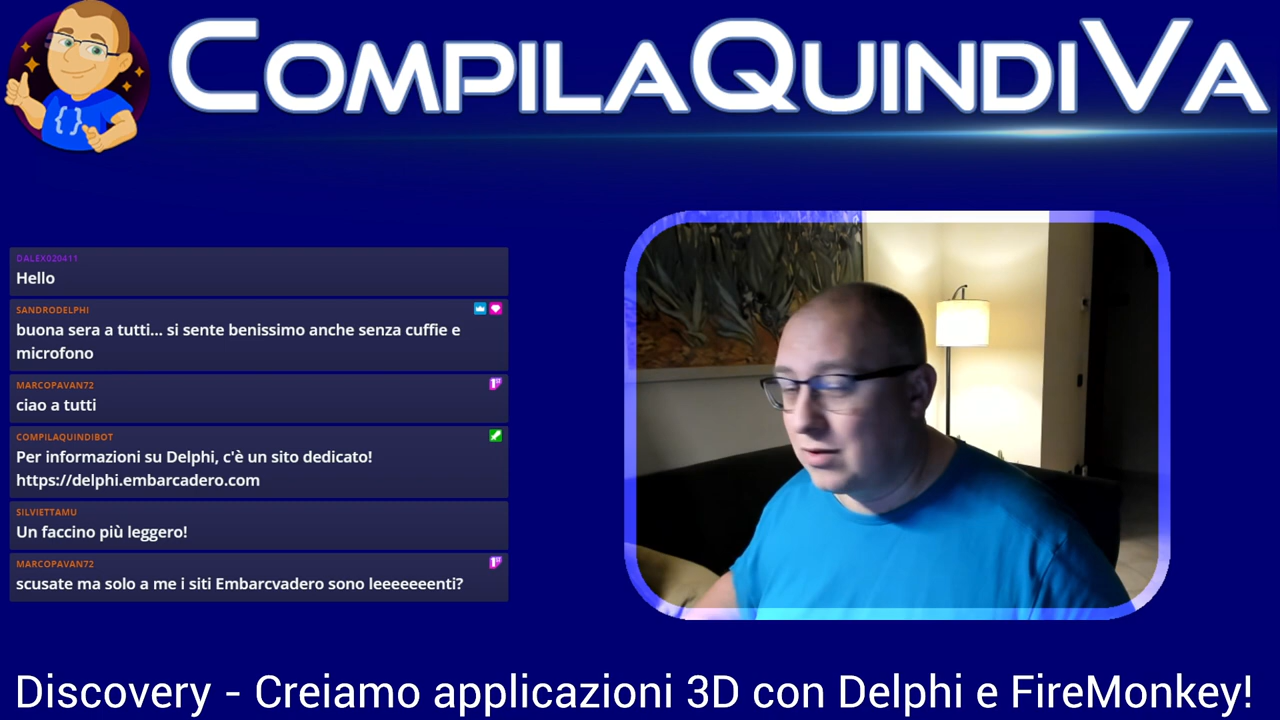 COMPILAQUINDIVA
{ }
DALEX020411
Hello
SANDRODELPHI
buona sera a tutti... si sente benissimo anche senza cuffie e
microfono
MARCOPAVAN72
ciao a tutti
COMPILAQUINDIBOT
Per informazioni su Delphi, c'è un sito dedicato!
https://delphi.embarcadero.com
SILVIETTAMU
Un faccino più leggero!
MARCOPAVAN72
scusate ma solo a me i siti Embarcvadero sono leeeeeeenti?
Discovery - Creiamo applicazioni 3D con Delphi e FireMonkey!